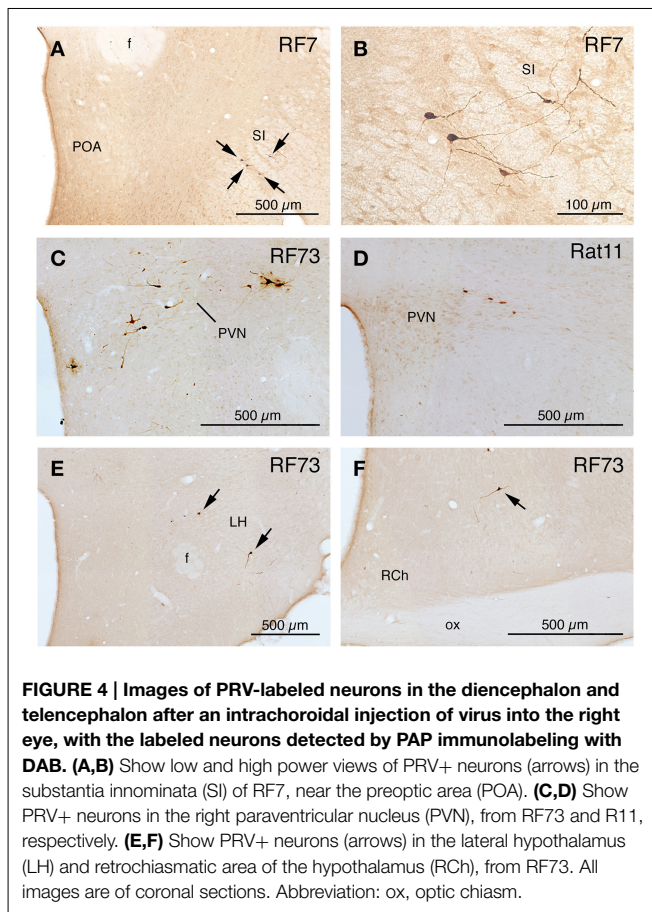 A
f
RF7
POA
SI
500 µm
B
RF7
SI
100 µm
C
RF73
PVN
500 µm
D
Rat11
PVN
500 µm
E
RF73
LH
f
500 µm
F
RF73
RCh
ox
500 µm
FIGURE 4 | Images of PRV-labeled neurons in the diencephalon and
telencephalon after an intrachoroidal injection of virus into the right
eye, with the labeled neurons detected by PAP immunolabeling with
DAB. (A,B) Show low and high power views of PRV+ neurons (arrows) in the
substantia innominata (SI) of RF7, near the preoptic area (POA). (C,D) Show
PRV+ neurons in the right paraventricular nucleus (PVN), from RF73 and R11,
respectively. (E,F) Show PRV+ neurons (arrows) in the lateral hypothalamus
(LH) and retrochiasmatic area of the hypothalamus (RCh), from RF73. All
images are of coronal sections. Abbreviation: ox, optic chiasm.